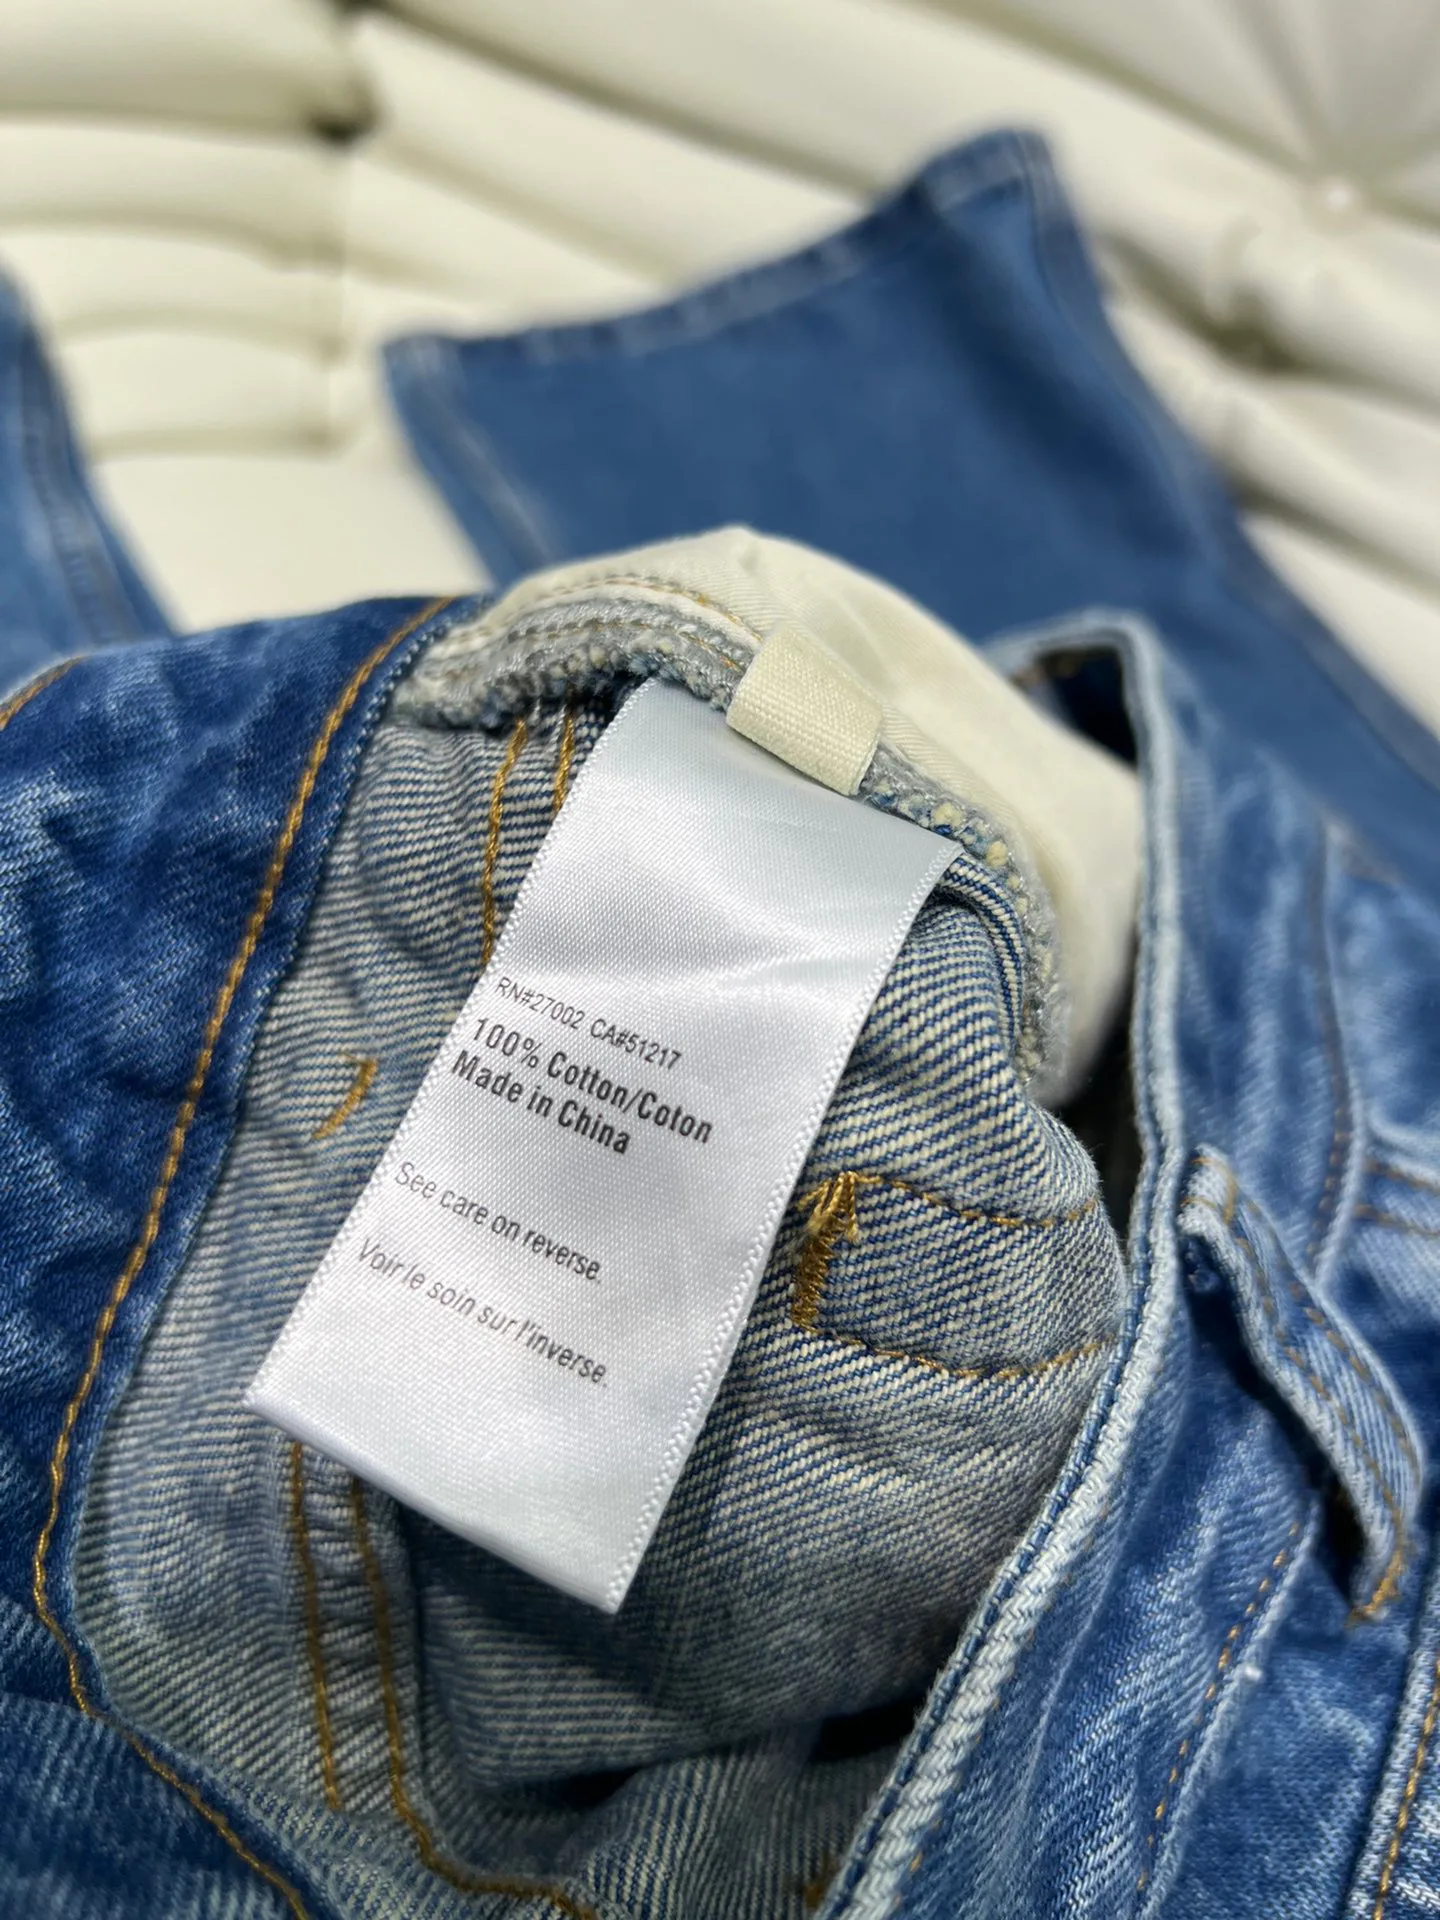 RN#27002 CA#51217
100% Cotton/Coton
Made in China
See care on reverse.
Voir le soin sur l'inverse.